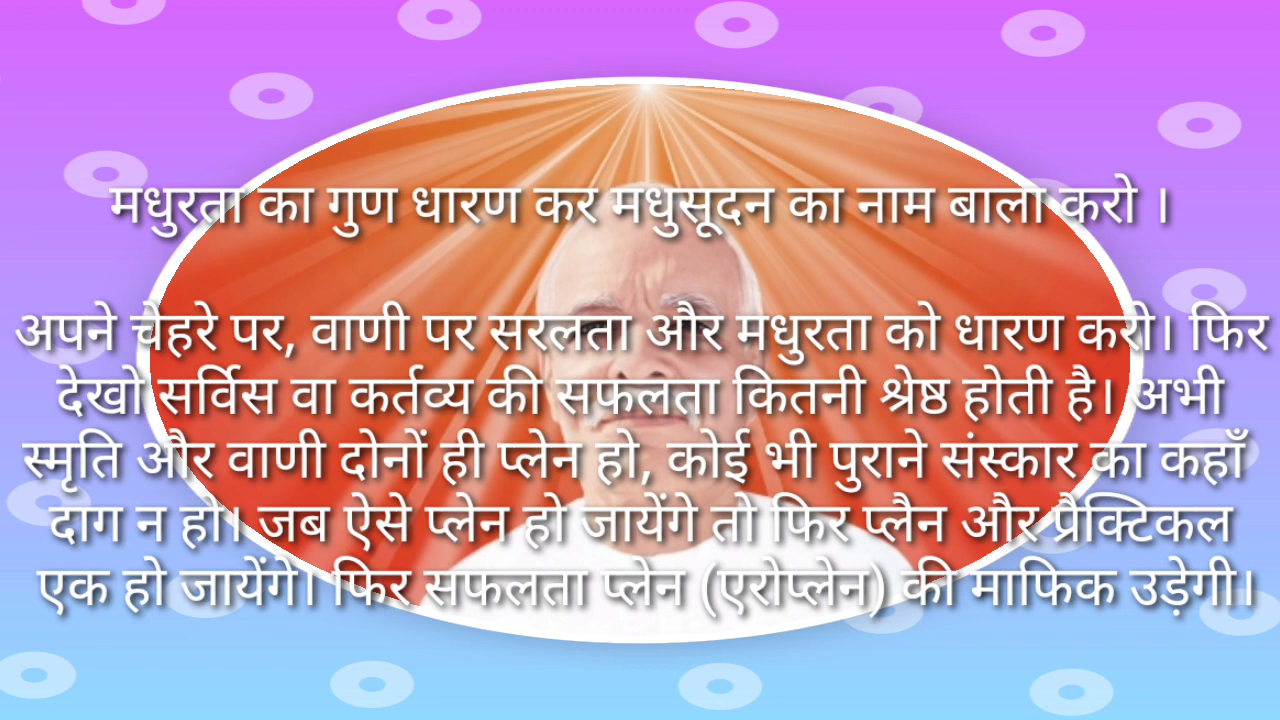 मधुरता का गुण धारण कर मधुसूदन का नाम बाला करो ।
अपने चेहरे पर, वाणी पर सरलता और मधुरता को धारण करो। फिर
देखो सर्विस वा कर्तव्य की सफलता कितनी श्रेष्ठ होती है। अभी
स्मृति और वाणी दोनों ही प्लेन हो, कोई भी पुराने संस्कार का कहाँ
दाग न हो। जब ऐसे प्लेन हो जायेंगे तो फिर प्लैन और प्रैक्टिकल
एक हो जायेंगे। फिर सफलता प्लेन (एरोप्लेन) की माफिक उड़ेगी।